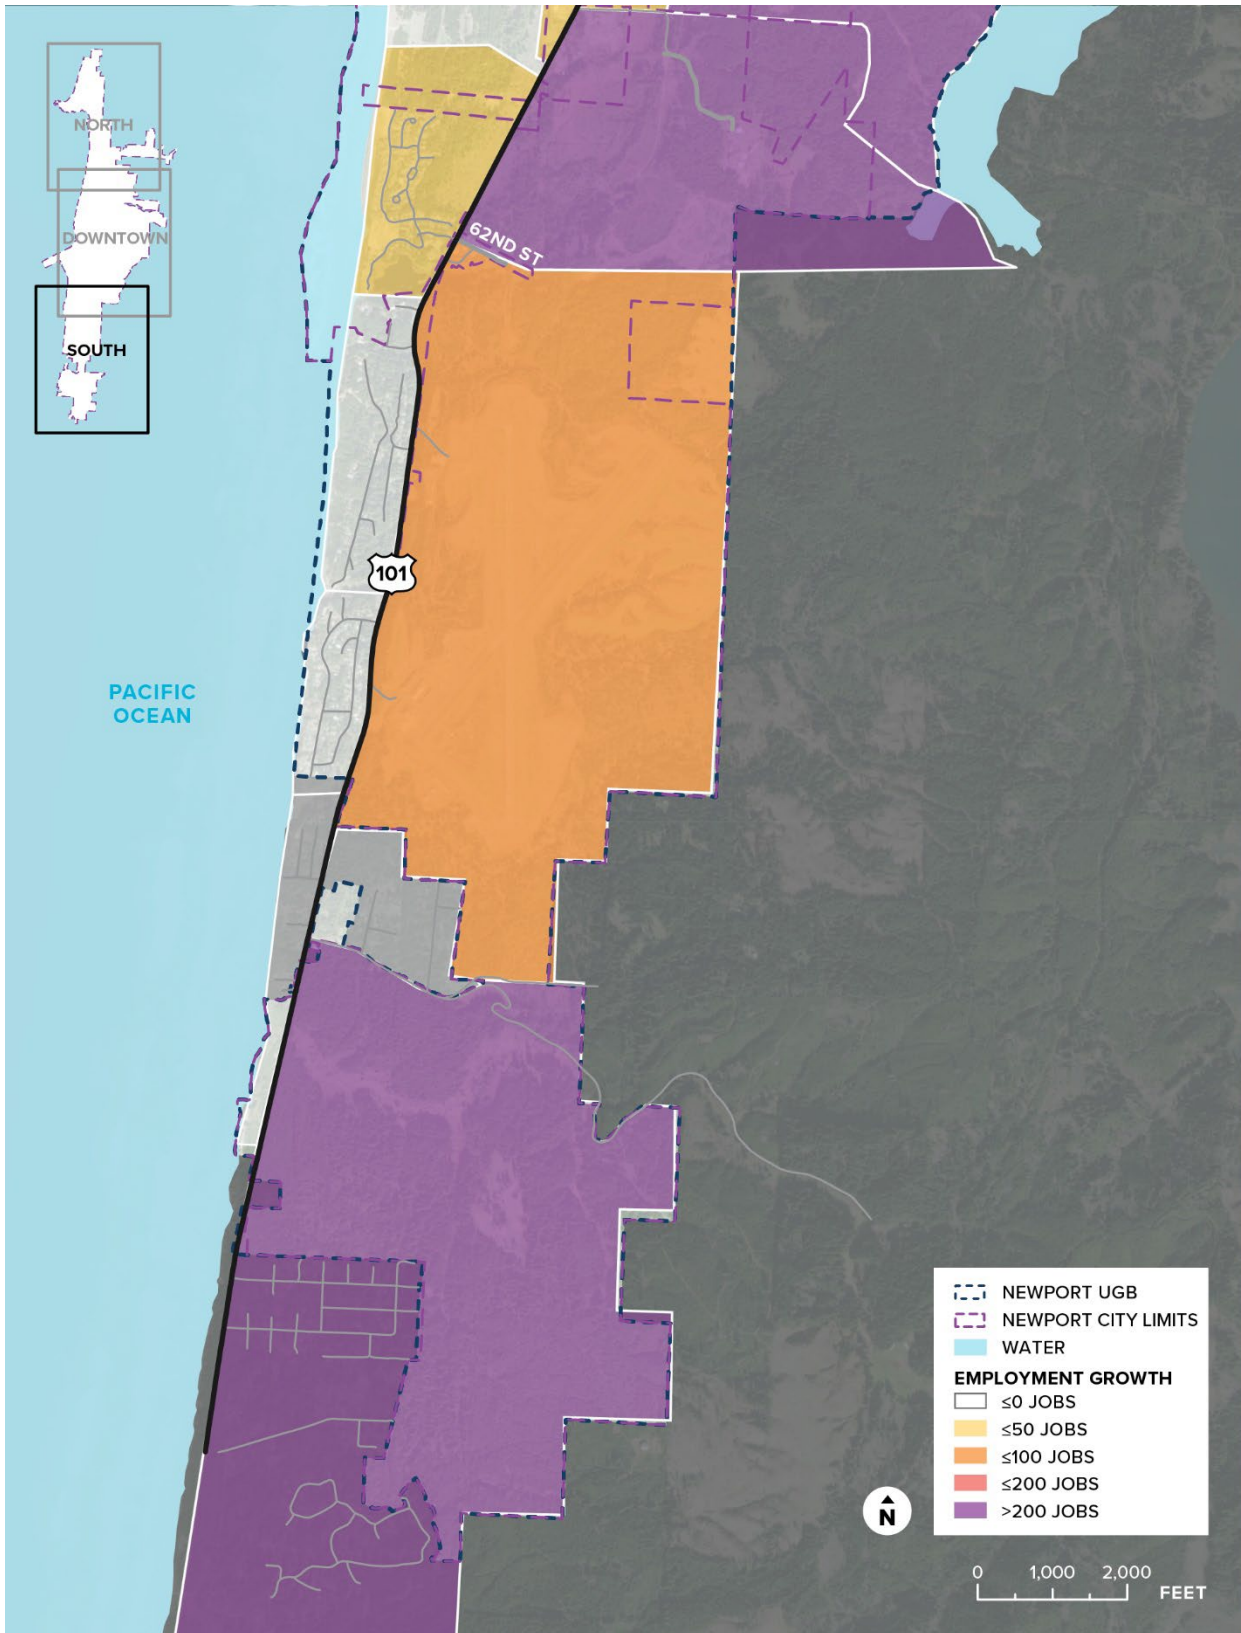 NORTH
DOWNTOWN
SOUTH
62ND ST
101
PACIFIC
OCEAN
NEWPORT UGB
NEWPORT CITY LIMITS
WATER
EMPLOYMENT GROWTH
≤0 JOBS
≤50 JOBS
≤100 JOBS
≤200 JOBS
>200 JOBS
N
0 1,000 2,000
FEET